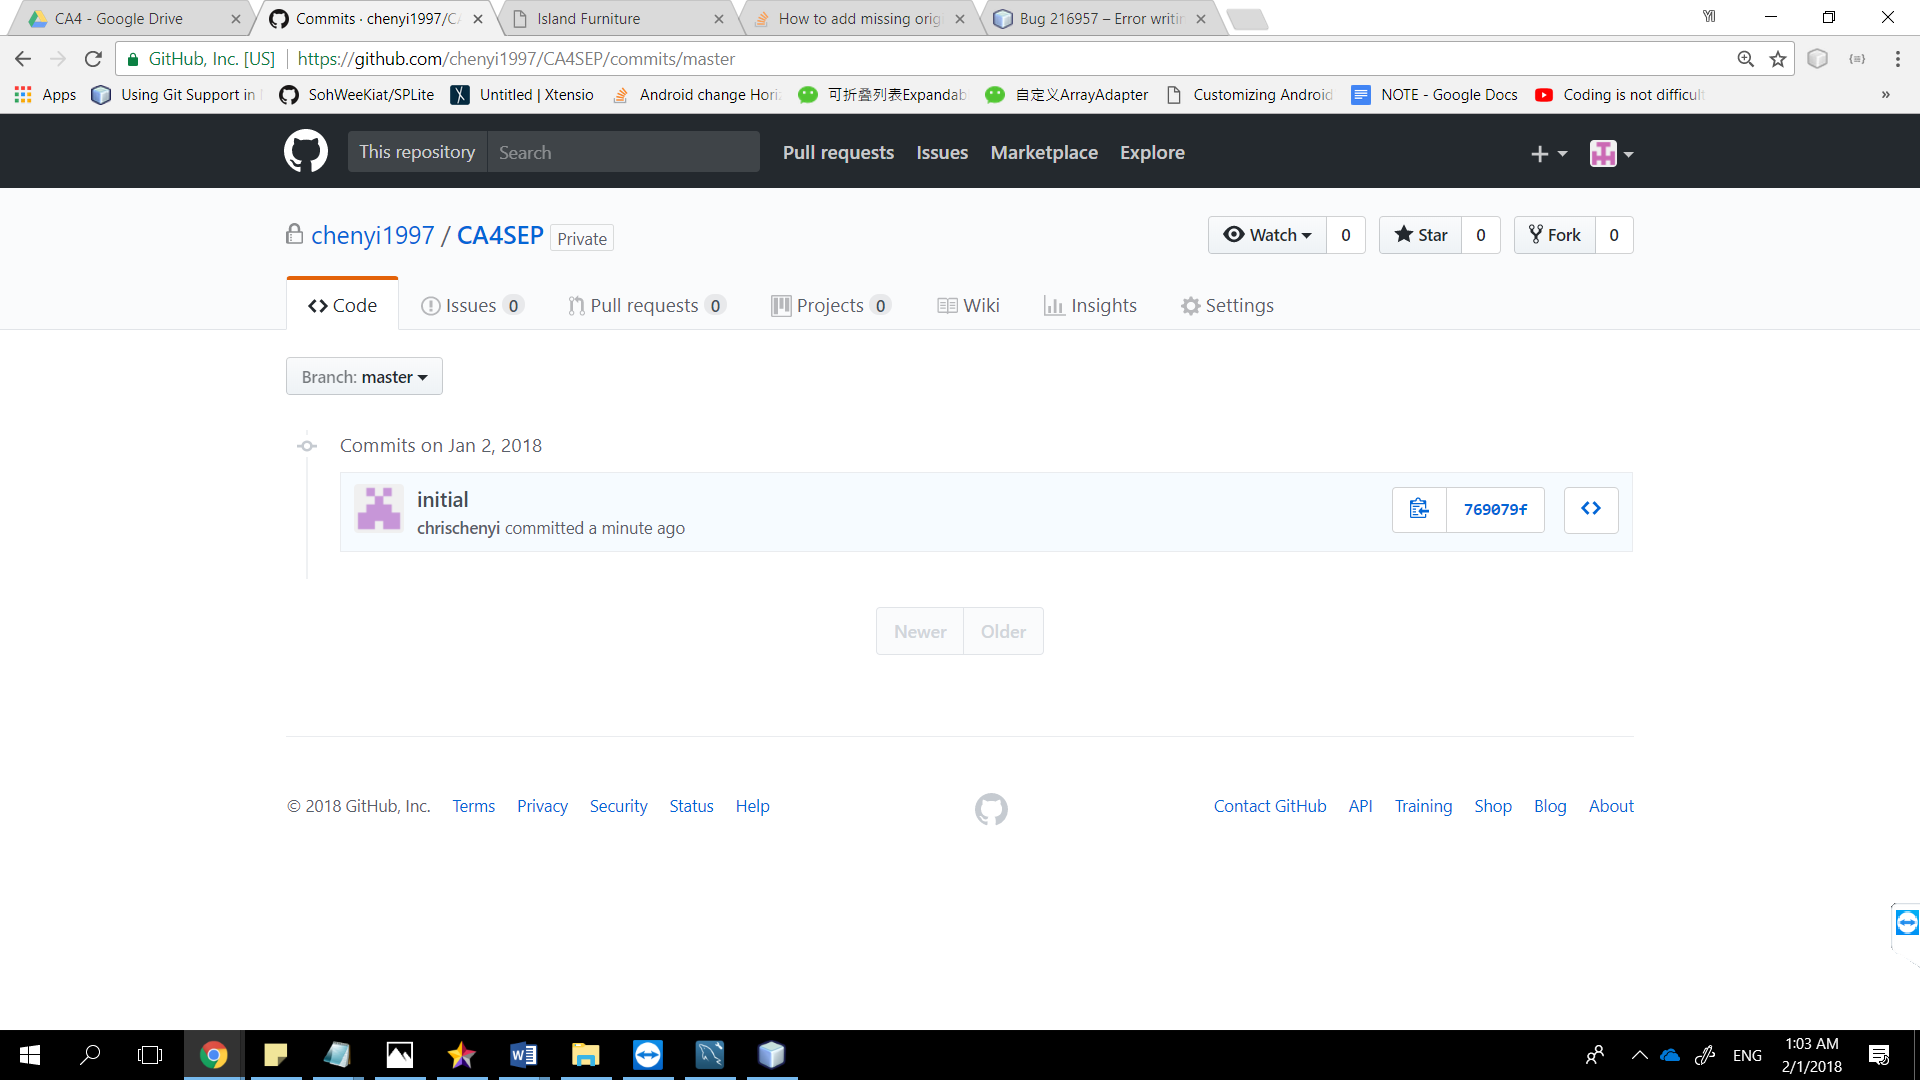 CA4 - Google Drive
Commits · chenyi1997/CA
Island Furniture
How to add missing orig
Bug 216957 – Error writin
GitHub, Inc. [US]
https://github.com/chenyi1997/CA4SEP/commits/master
Apps
Using Git Support in
SohWeeKiat/SPLite
Untitled | Xtensio
Android change Hori
可折叠列表Expandab
自定义ArrayAdapter
Customizing Android
NOTE - Google Docs
Coding is not difficult
»
This repository
Search
Pull requests
Issues
Marketplace
Explore
chenyi1997 / CA4SEP
Private
Watch
0
Star
0
Fork
0
Code
Issues 0
Pull requests 0
Projects 0
Wiki
Insights
Settings
Branch: master
Commits on Jan 2, 2018
initial
chrischenyi committed a minute ago
769079f
Newer
Older
© 2018 GitHub, Inc.
Terms
Privacy
Security
Status
Help
Contact GitHub
API
Training
Shop
Blog
About
ENG
1:03 AM
2/1/2018